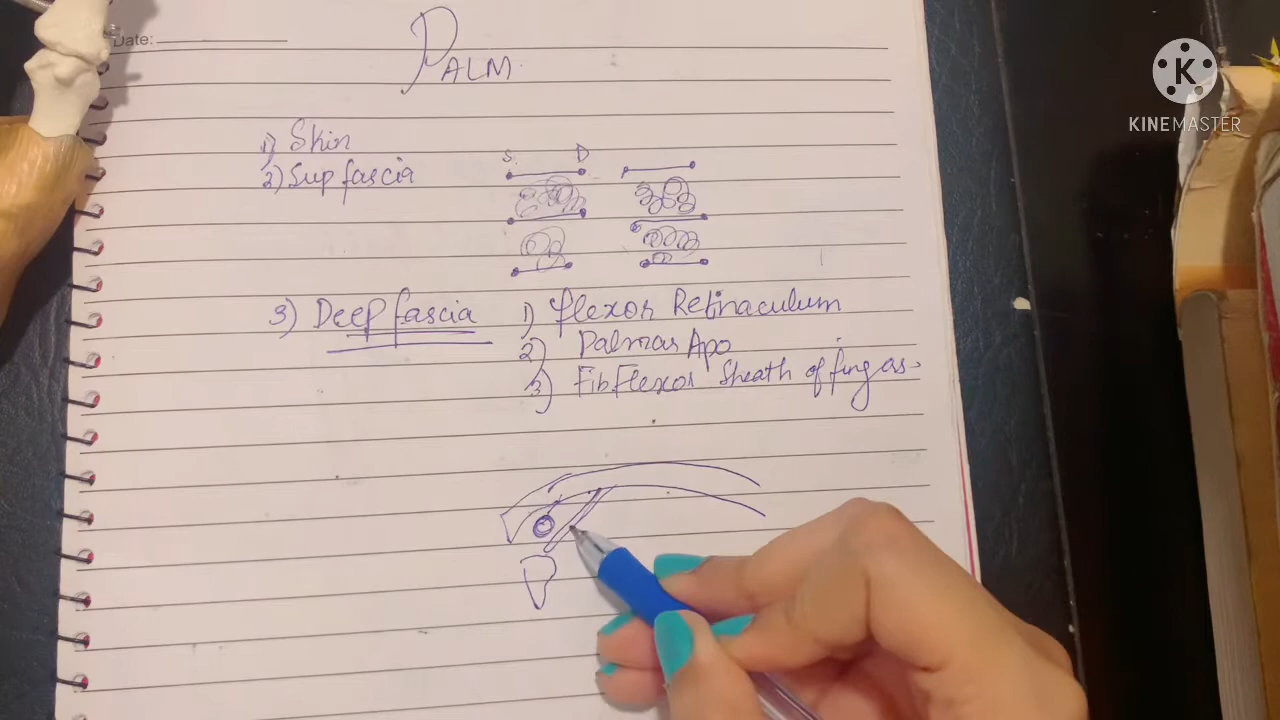 Date:
PALM
1) Skin
2) Sup fascia
S. D
3) Deep fascia
1) flexor Retinaculum
2) Palmar Apo
3) Fib Flexor Sheath of fingers.
K
KINEMASTER